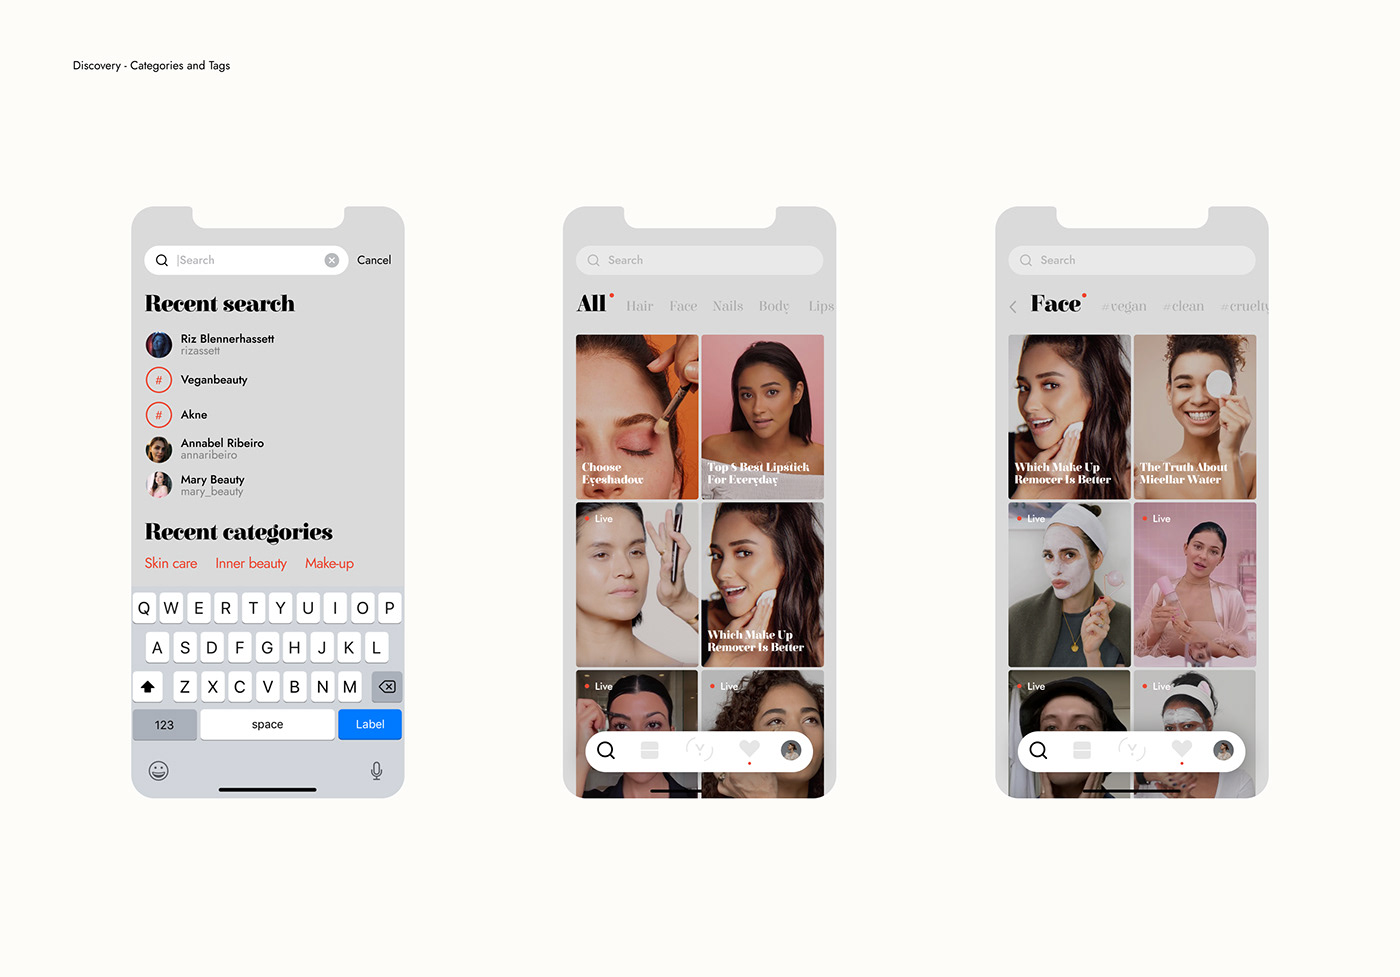 Discovery - Categories and Tags
Search
Cancel
Recent search
Riz Blennerhassett
rizassett
# Veganbeauty
# Akne
Annabel Ribeiro
annaribeiro
Mary Beauty
mary_beauty
Recent categories
Skin care Inner beauty Make-up
Q W E R T Y U I O P
A S D F G H J K L
Z X C V B N M
123 space Label
Search
All Hair Face Nails Body Lips
Choose
Eyeshadow
Top 8 Best Lipstick
For Everyday
Live
Which Make Up
Remover Is Better
Live
Live
Search
Face #vegan #clean #cruelty
Which Make Up
Remover Is Better
The Truth About
Micellar Water
Live
Live
Live
Live